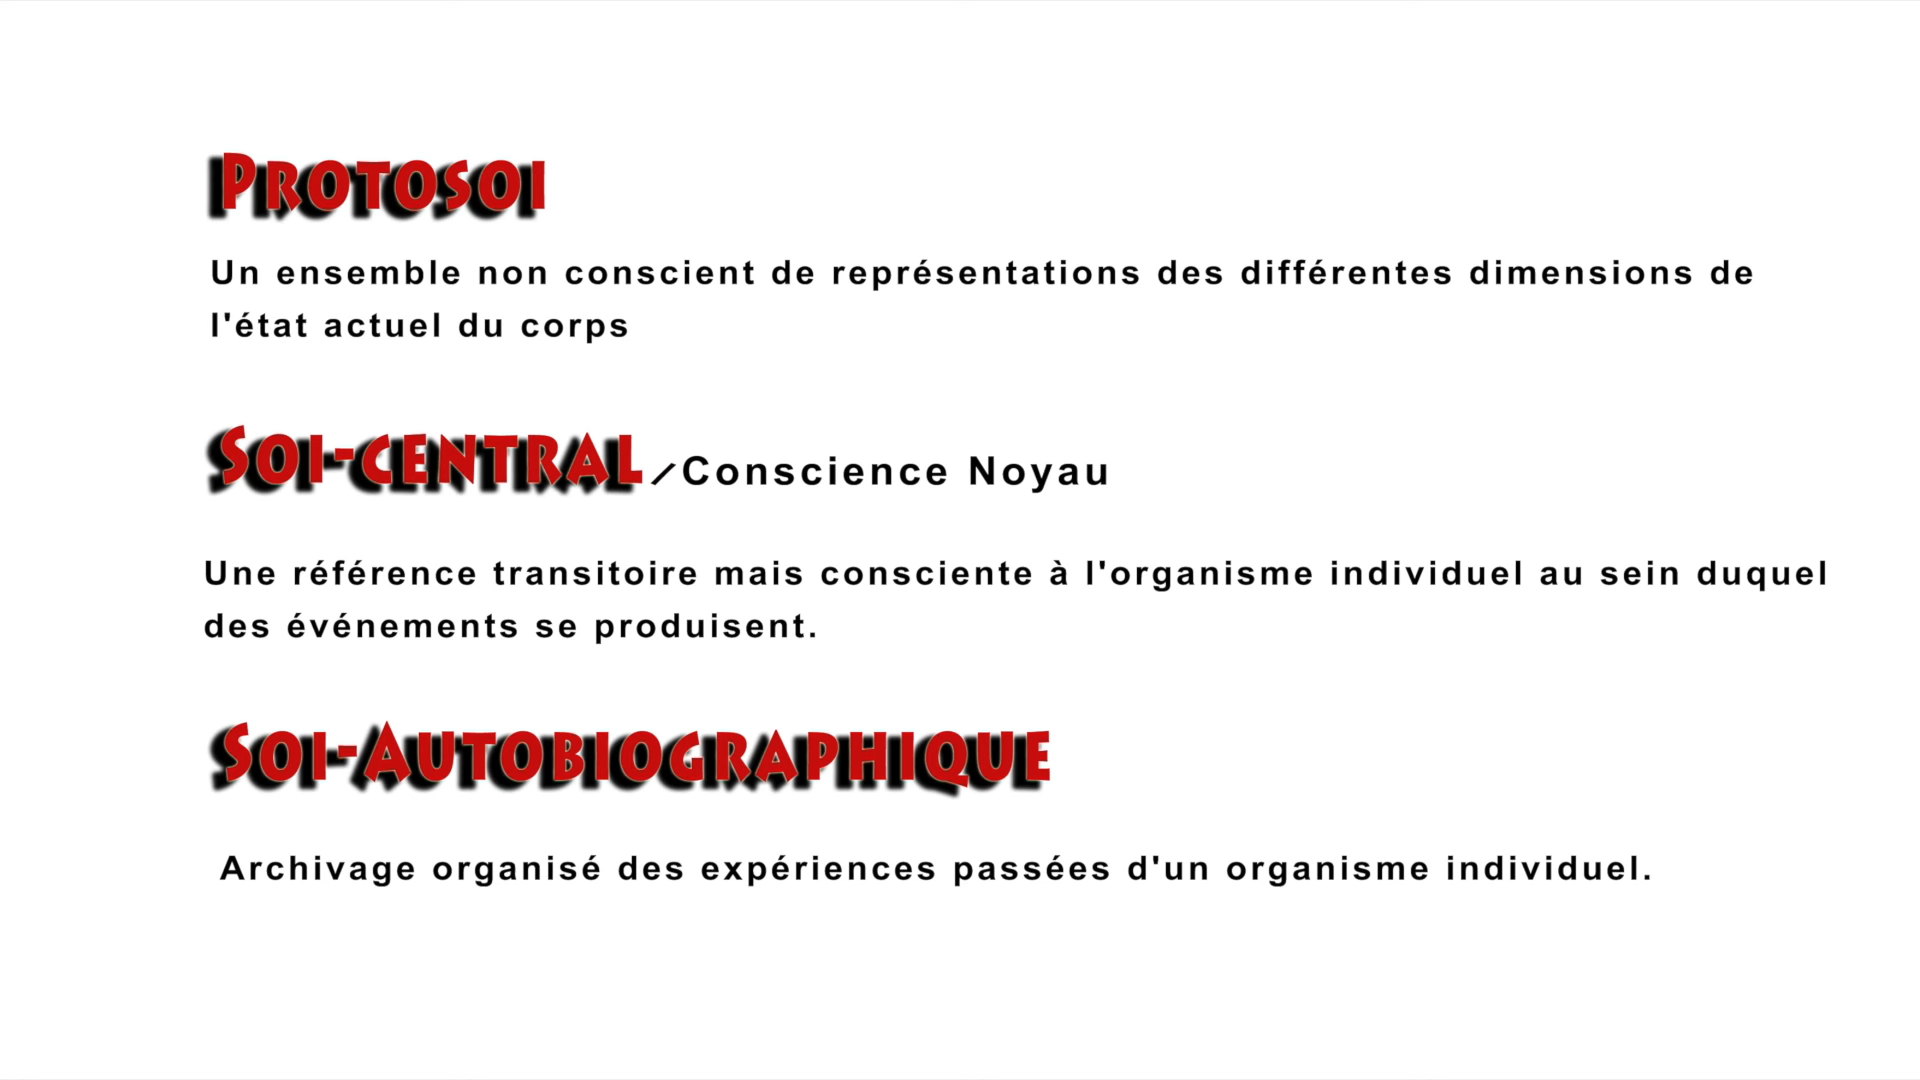 Protosoi
Un ensemble non conscient de représentations des différentes dimensions de
l'état actuel du corps
Soi-central/Conscience Noyau
Une référence transitoire mais consciente à l'organisme individuel au sein duquel
des événements se produisent.
Soi-Autobiographique
Archivage organisé des expériences passées d'un organisme individuel.